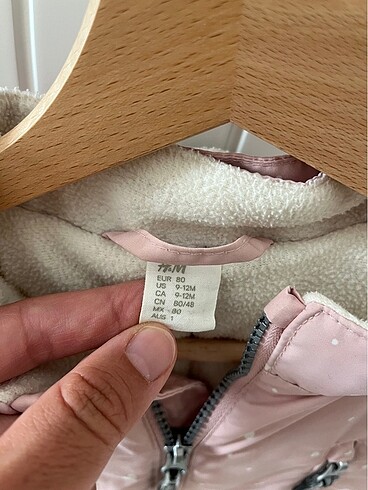 H&M
EUR 80
US 9-12M
CA 9-12M
CN 80/48
MX 80
AUS 1